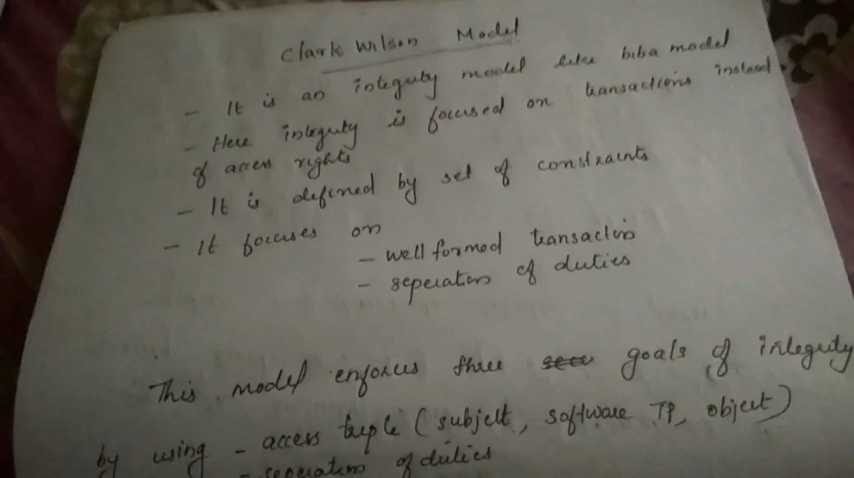 Clark Wilson Model
- It is an integrity model like biba model
- Here integrity is focused on transactions instead
of access rights
- It is defined by set of constraints
- It focuses on
- well formed transactions
- seperation of duties
This model enforces three goals of integrity
by using - access triple (subject, software TP, object)
- seperation of duties